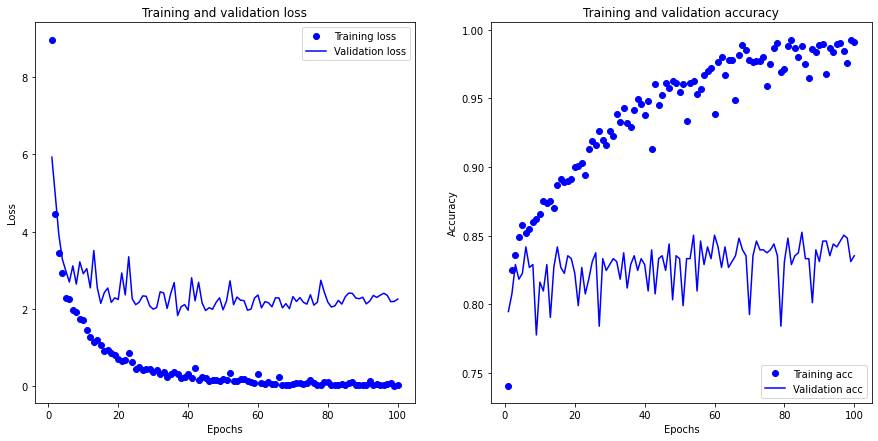 Training and validation loss
Training loss
Validation loss
8
6
4
2
0
Loss
0
20
40
60
80
100
Epochs
Training and validation accuracy
1.00
0.95
0.90
0.85
0.80
0.75
Accuracy
Training acc
Validation acc
0
20
40
60
80
100
Epochs